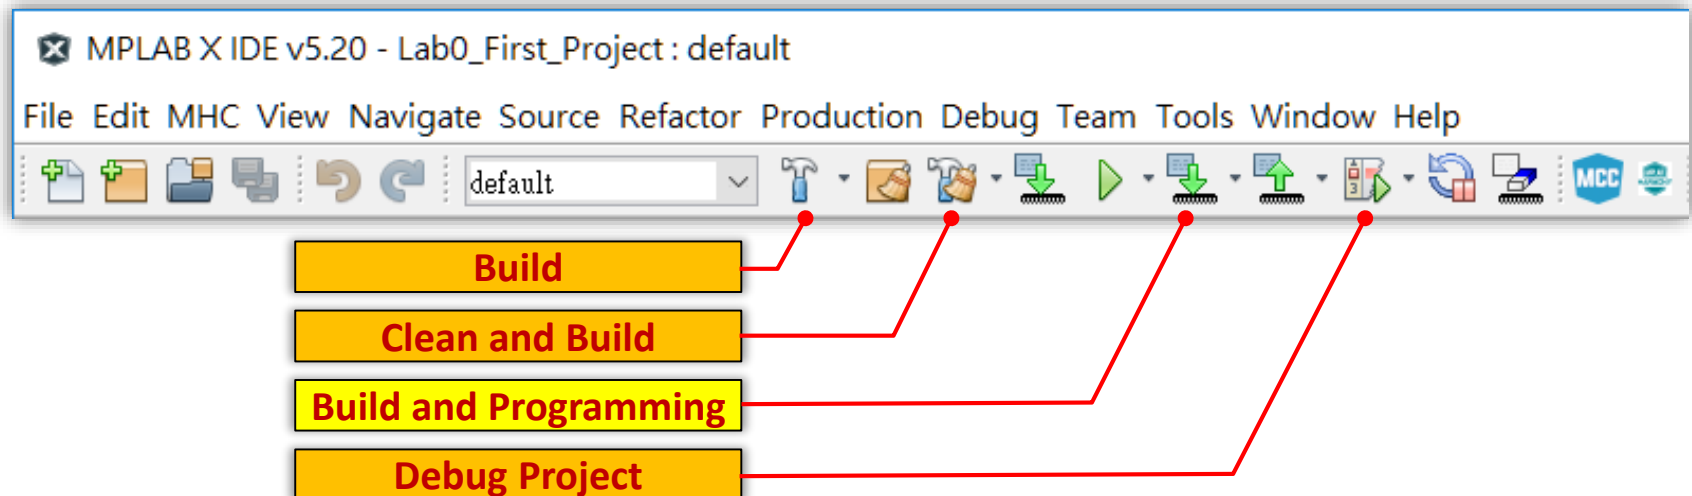 MPLAB X IDE v5.20 - Lab0_First_Project : default
File Edit MHC View Navigate Source Refactor Production Debug Team Tools Window Help
default
MCC
Build
Clean and Build
Build and Programming
Debug Project